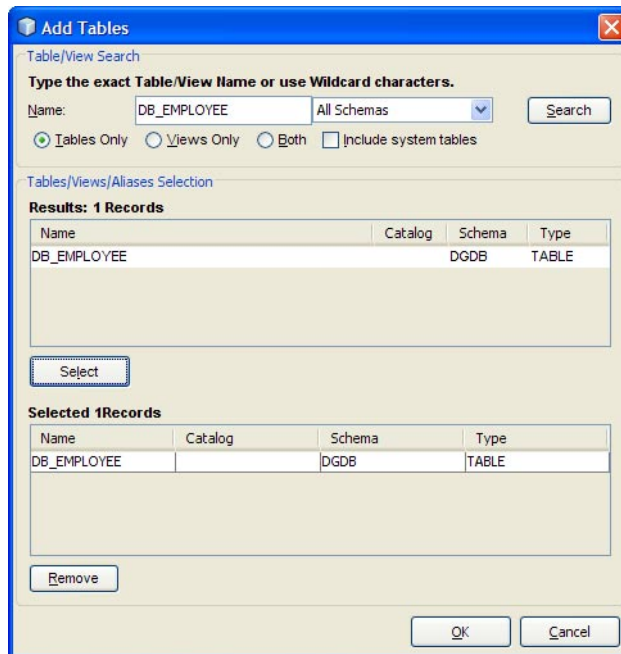 Add Tables
Table/View Search
Type the exact Table/View Name or use Wildcard characters.
Name: DB_EMPLOYEE All Schemas Search
Tables Only Views Only Both Include system tables
Tables/Views/Aliases Selection
Results: 1 Records
Name Catalog Schema Type
DB_EMPLOYEE DGDB TABLE
Select
Selected 1Records
Name Catalog Schema Type
DB_EMPLOYEE DGDB TABLE
Remove
OK Cancel